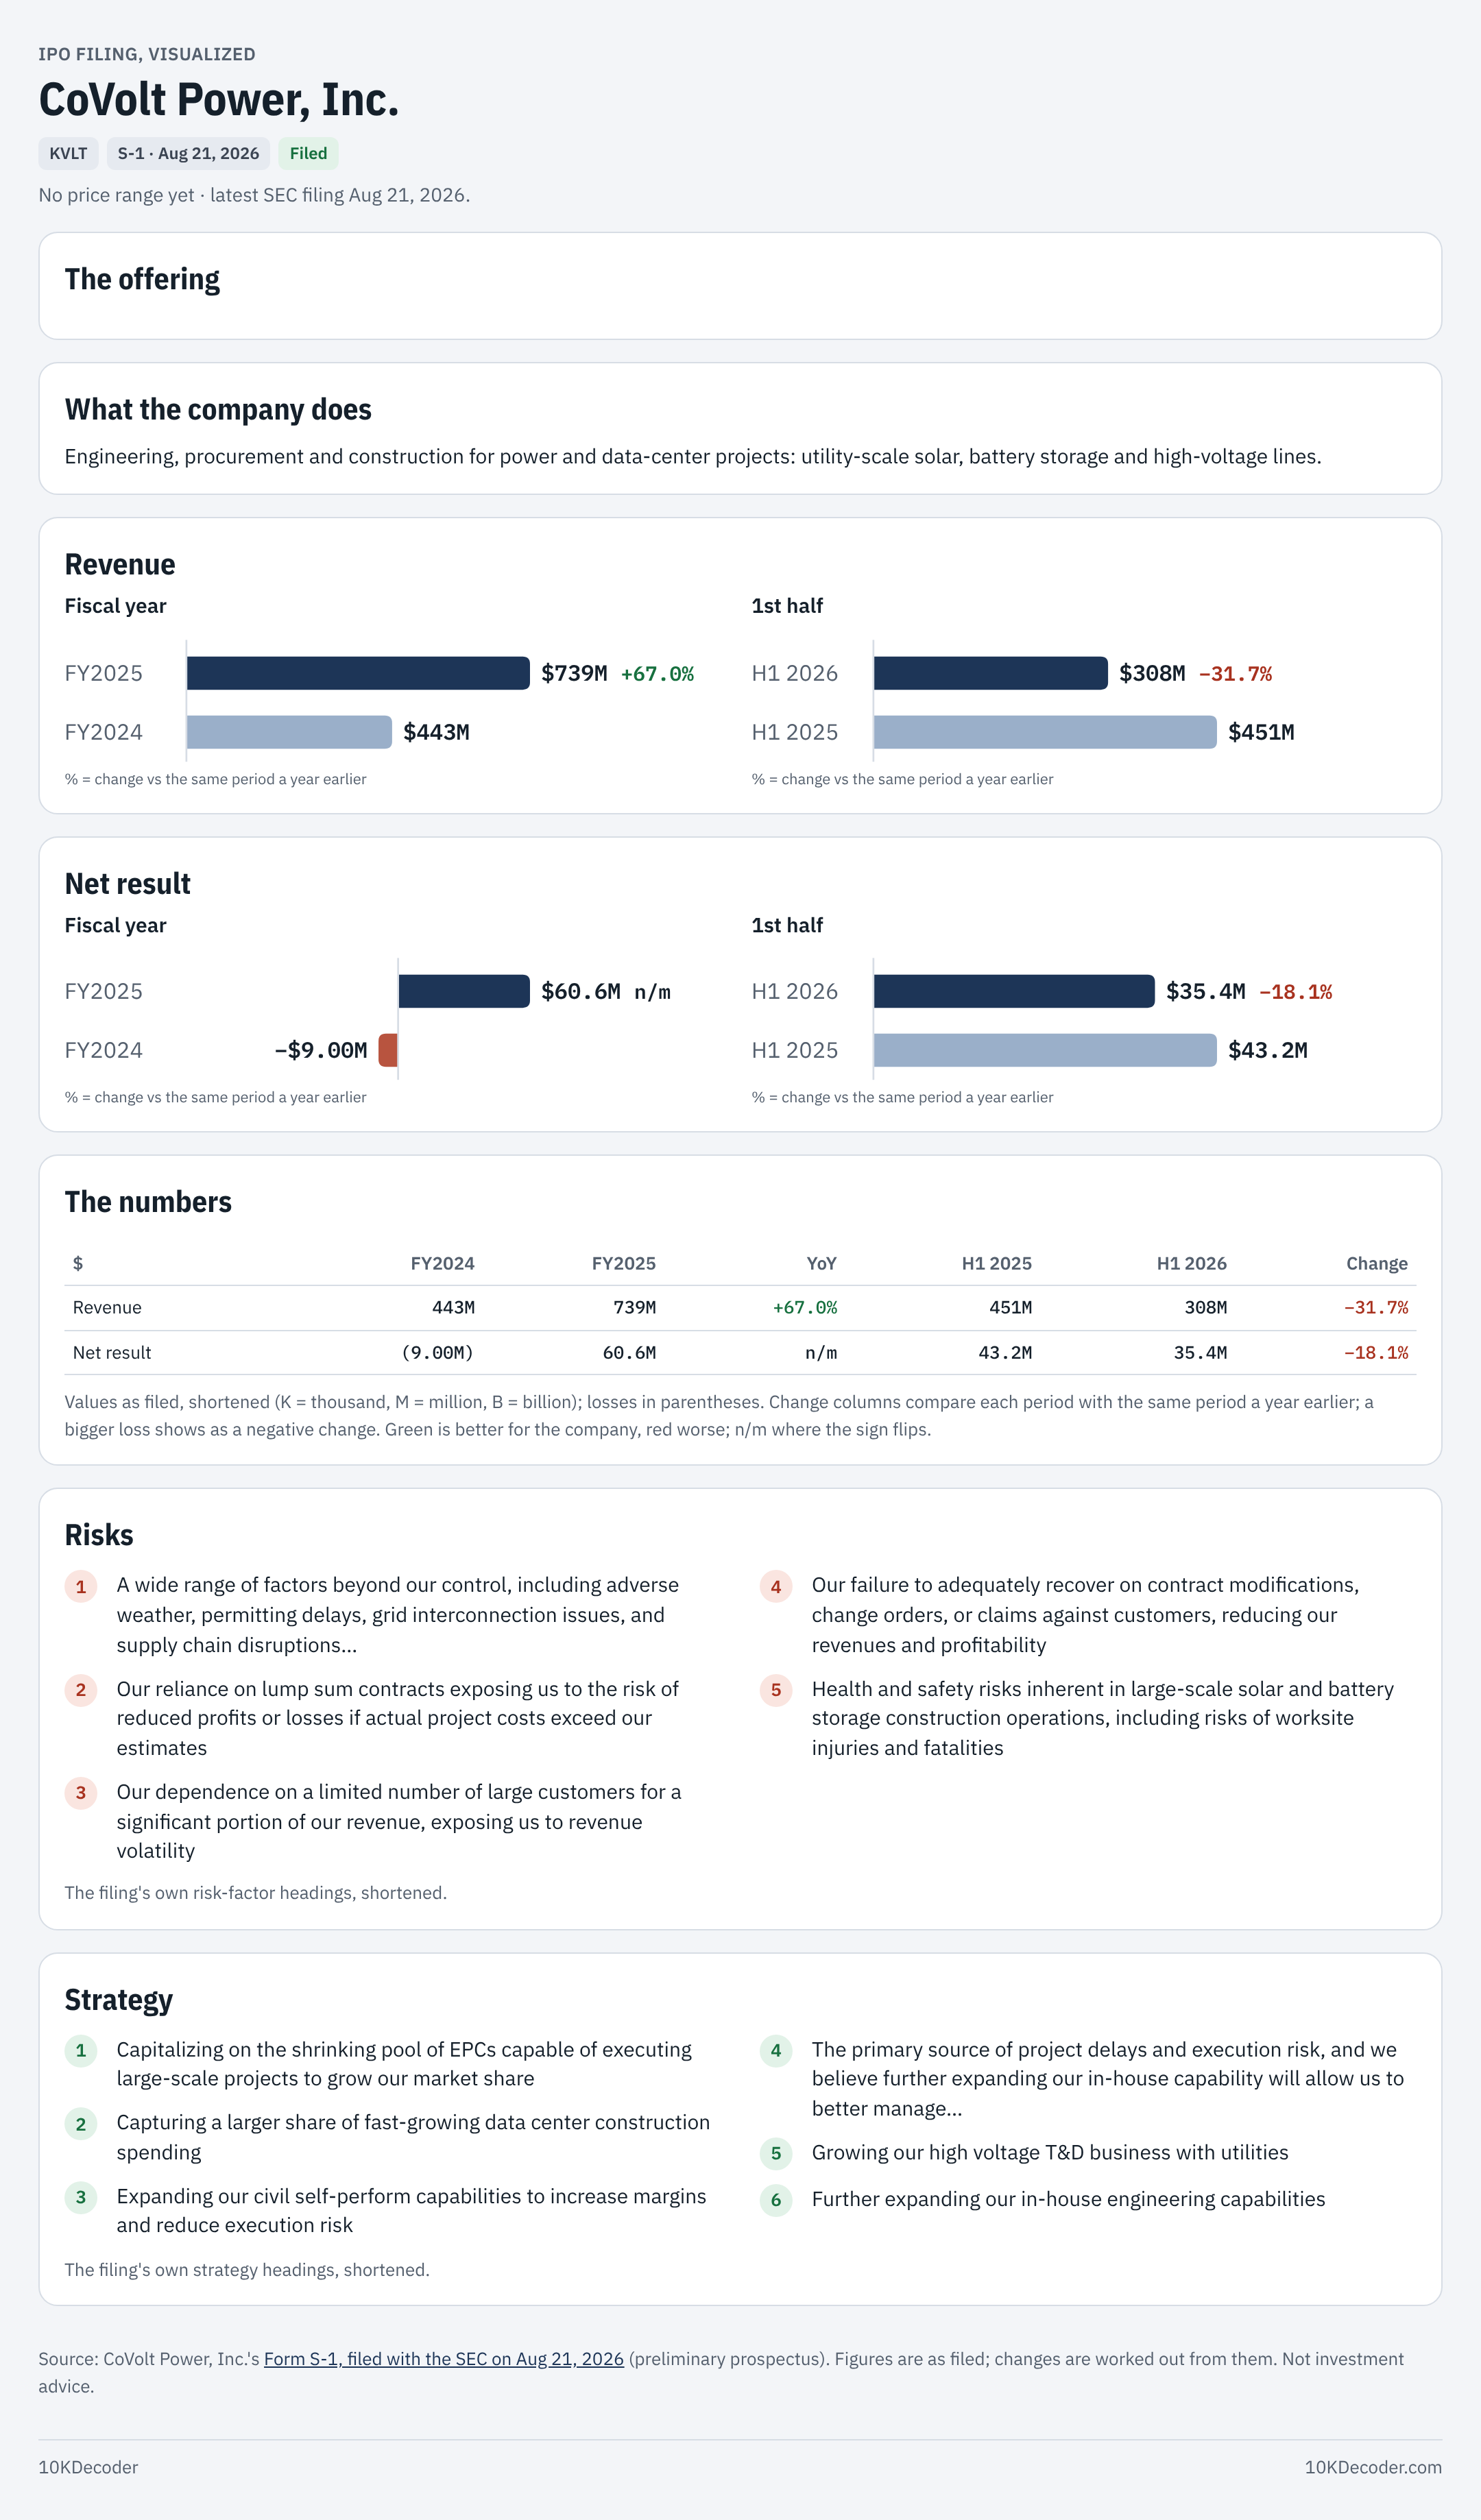 IPO FILING, VISUALIZED
CoVolt Power, Inc.
KVLT
S-1 · Aug 21, 2026
Filed
No price range yet · latest SEC filing Aug 21, 2026.
The offering
What the company does
Engineering, procurement and construction for power and data-center projects: utility-scale solar, battery storage and high-voltage lines.
Revenue
Fiscal year
FY2025 $739M +67.0%
FY2024 $443M
% = change vs the same period a year earlier
1st half
H1 2026 $308M −31.7%
H1 2025 $451M
% = change vs the same period a year earlier
Net result
Fiscal year
FY2025 $60.6M n/m
FY2024 −$9.00M
% = change vs the same period a year earlier
1st half
H1 2026 $35.4M −18.1%
H1 2025 $43.2M
% = change vs the same period a year earlier
The numbers
$ FY2024 FY2025 YoY H1 2025 H1 2026 Change
Revenue 443M 739M +67.0% 451M 308M −31.7%
Net result (9.00M) 60.6M n/m 43.2M 35.4M −18.1%
Values as filed, shortened (K = thousand, M = million, B = billion); losses in parentheses. Change columns compare each period with the same period a year earlier; a
bigger loss shows as a negative change. Green is better for the company, red worse; n/m where the sign flips.
Risks
1 A wide range of factors beyond our control, including adverse
weather, permitting delays, grid interconnection issues, and
supply chain disruptions…
2 Our reliance on lump sum contracts exposing us to the risk of
reduced profits or losses if actual project costs exceed our
estimates
3 Our dependence on a limited number of large customers for a
significant portion of our revenue, exposing us to revenue
volatility
4 Our failure to adequately recover on contract modifications,
change orders, or claims against customers, reducing our
revenues and profitability
5 Health and safety risks inherent in large-scale solar and battery
storage construction operations, including risks of worksite
injuries and fatalities
The filing's own risk-factor headings, shortened.
Strategy
1 Capitalizing on the shrinking pool of EPCs capable of executing
large-scale projects to grow our market share
2 Capturing a larger share of fast-growing data center construction
spending
3 Expanding our civil self-perform capabilities to increase margins
and reduce execution risk
4 The primary source of project delays and execution risk, and we
believe further expanding our in-house capability will allow us to
better manage…
5 Growing our high voltage T&D business with utilities
6 Further expanding our in-house engineering capabilities
The filing's own strategy headings, shortened.
Source: CoVolt Power, Inc.'s Form S-1, filed with the SEC on Aug 21, 2026 (preliminary prospectus). Figures are as filed; changes are worked out from them. Not investment
advice.
10KDecoder
10KDecoder.com